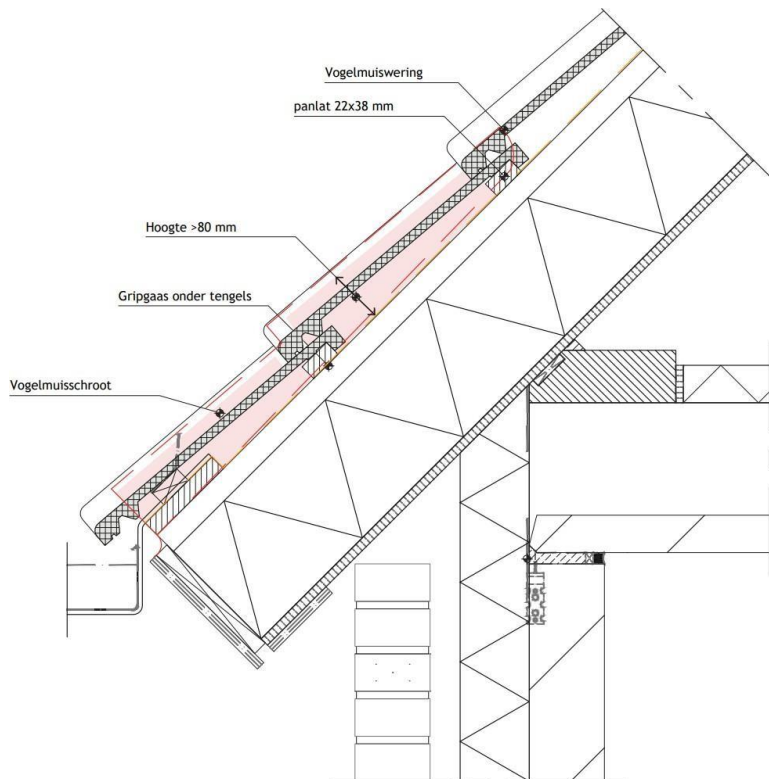 Vogelmuiswering
panlat 22x38 mm
Hoogte >80 mm
Gripgaas onder tengels
Vogelmuisschroot